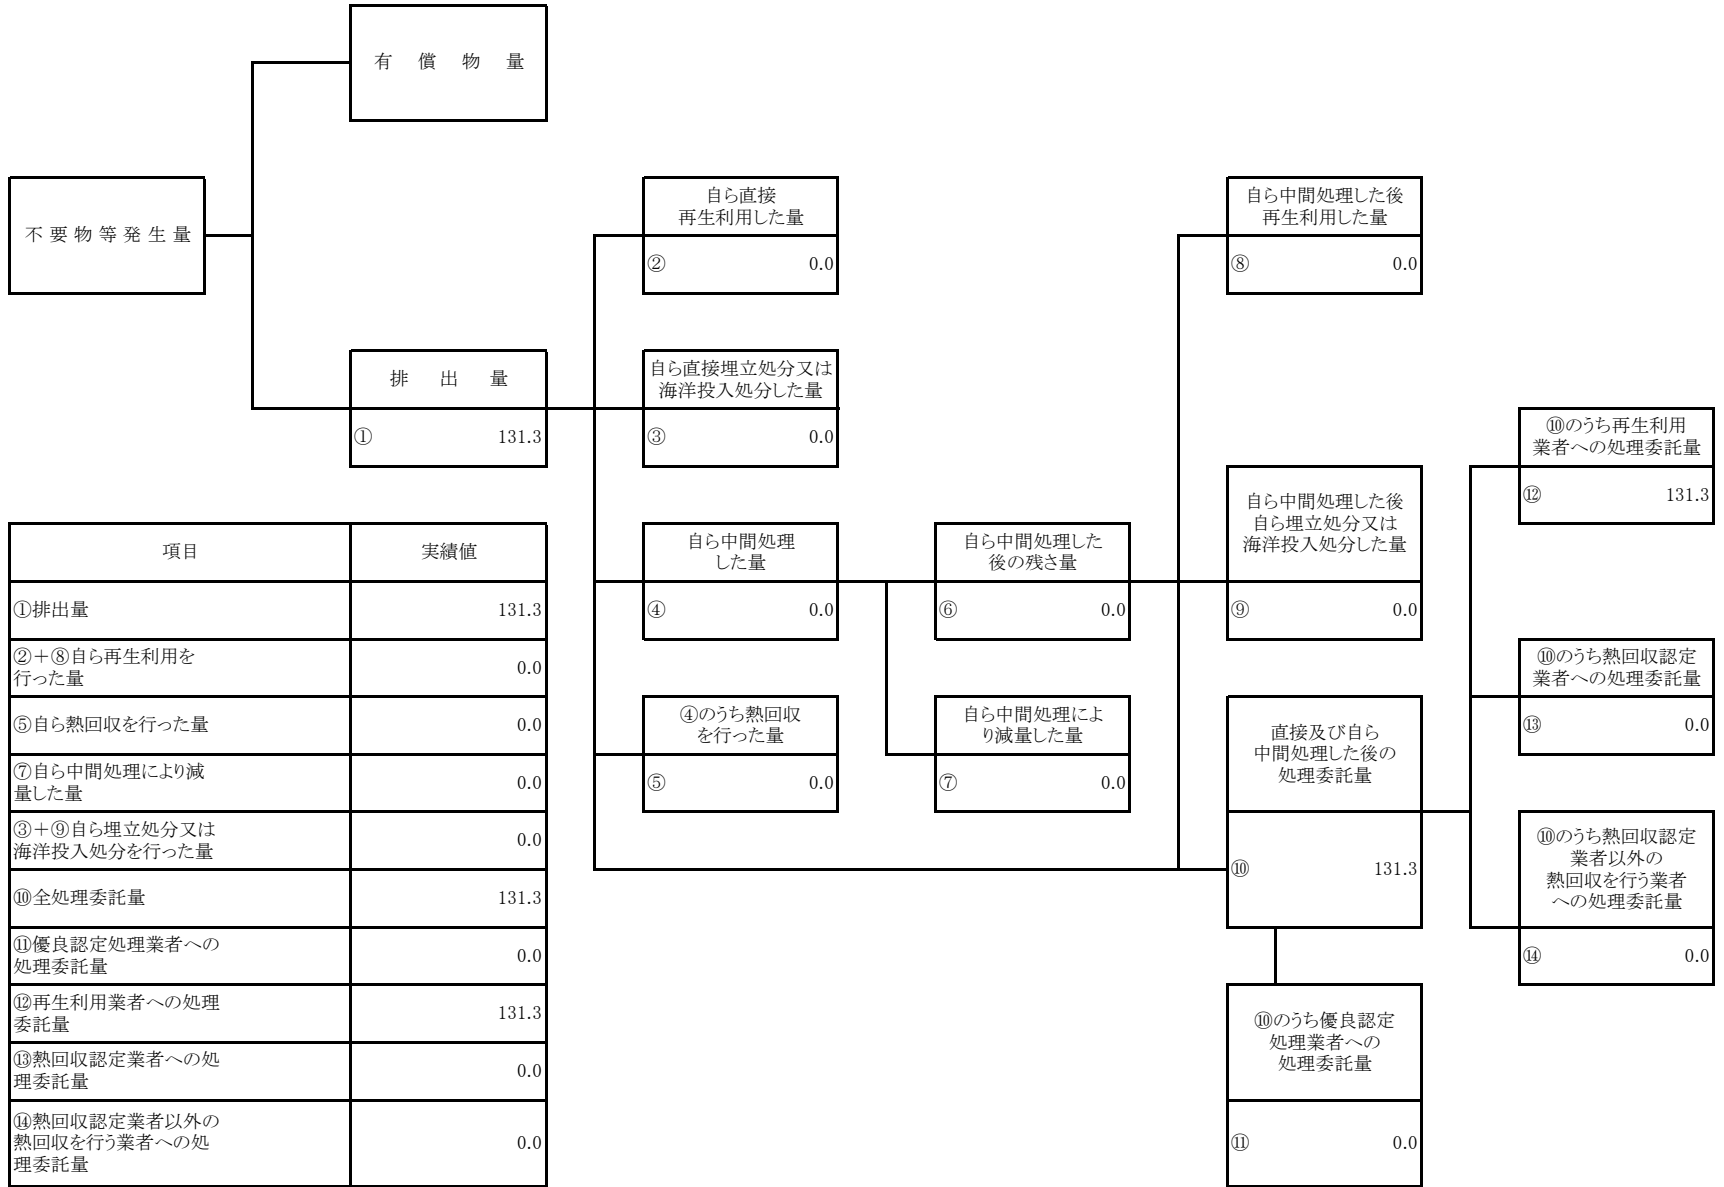 有償物量
不要物等発生量
排出量
① 131.3
自ら直接
再生利用した量
② 0.0
自ら直接埋立処分又は
海洋投入処分した量
③ 0.0
自ら中間処理
した量
④ 0.0
④のうち熱回収
を行った量
⑤ 0.0
自ら中間処理した
後の残さ量
⑥ 0.0
自ら中間処理によ
り減量した量
⑦ 0.0
自ら中間処理した後
再生利用した量
⑧ 0.0
自ら中間処理した後
自ら埋立処分又は
海洋投入処分した量
⑨ 0.0
直接及び自ら
中間処理した後の
処理委託量
⑩ 131.3
⑩のうち優良認定
処理業者への
処理委託量
⑪ 0.0
⑩のうち再生利用
業者への処理委託量
⑫ 131.3
⑩のうち熱回収認定
業者への処理委託量
⑬ 0.0
⑩のうち熱回収認定
業者以外の
熱回収を行う業者
への処理委託量
⑭ 0.0
項目 実績値
①排出量 131.3
②＋⑧自ら再生利用を
行った量 0.0
⑤自ら熱回収を行った量 0.0
⑦自ら中間処理により減
量した量 0.0
③＋⑨自ら埋立処分又は
海洋投入処分を行った量 0.0
⑩全処理委託量 131.3
⑪優良認定処理業者への
処理委託量 0.0
⑫再生利用業者への処理
委託量 131.3
⑬熱回収認定業者への処
理委託量 0.0
⑭熱回収認定業者以外の
熱回収を行う業者への処
理委託量 0.0